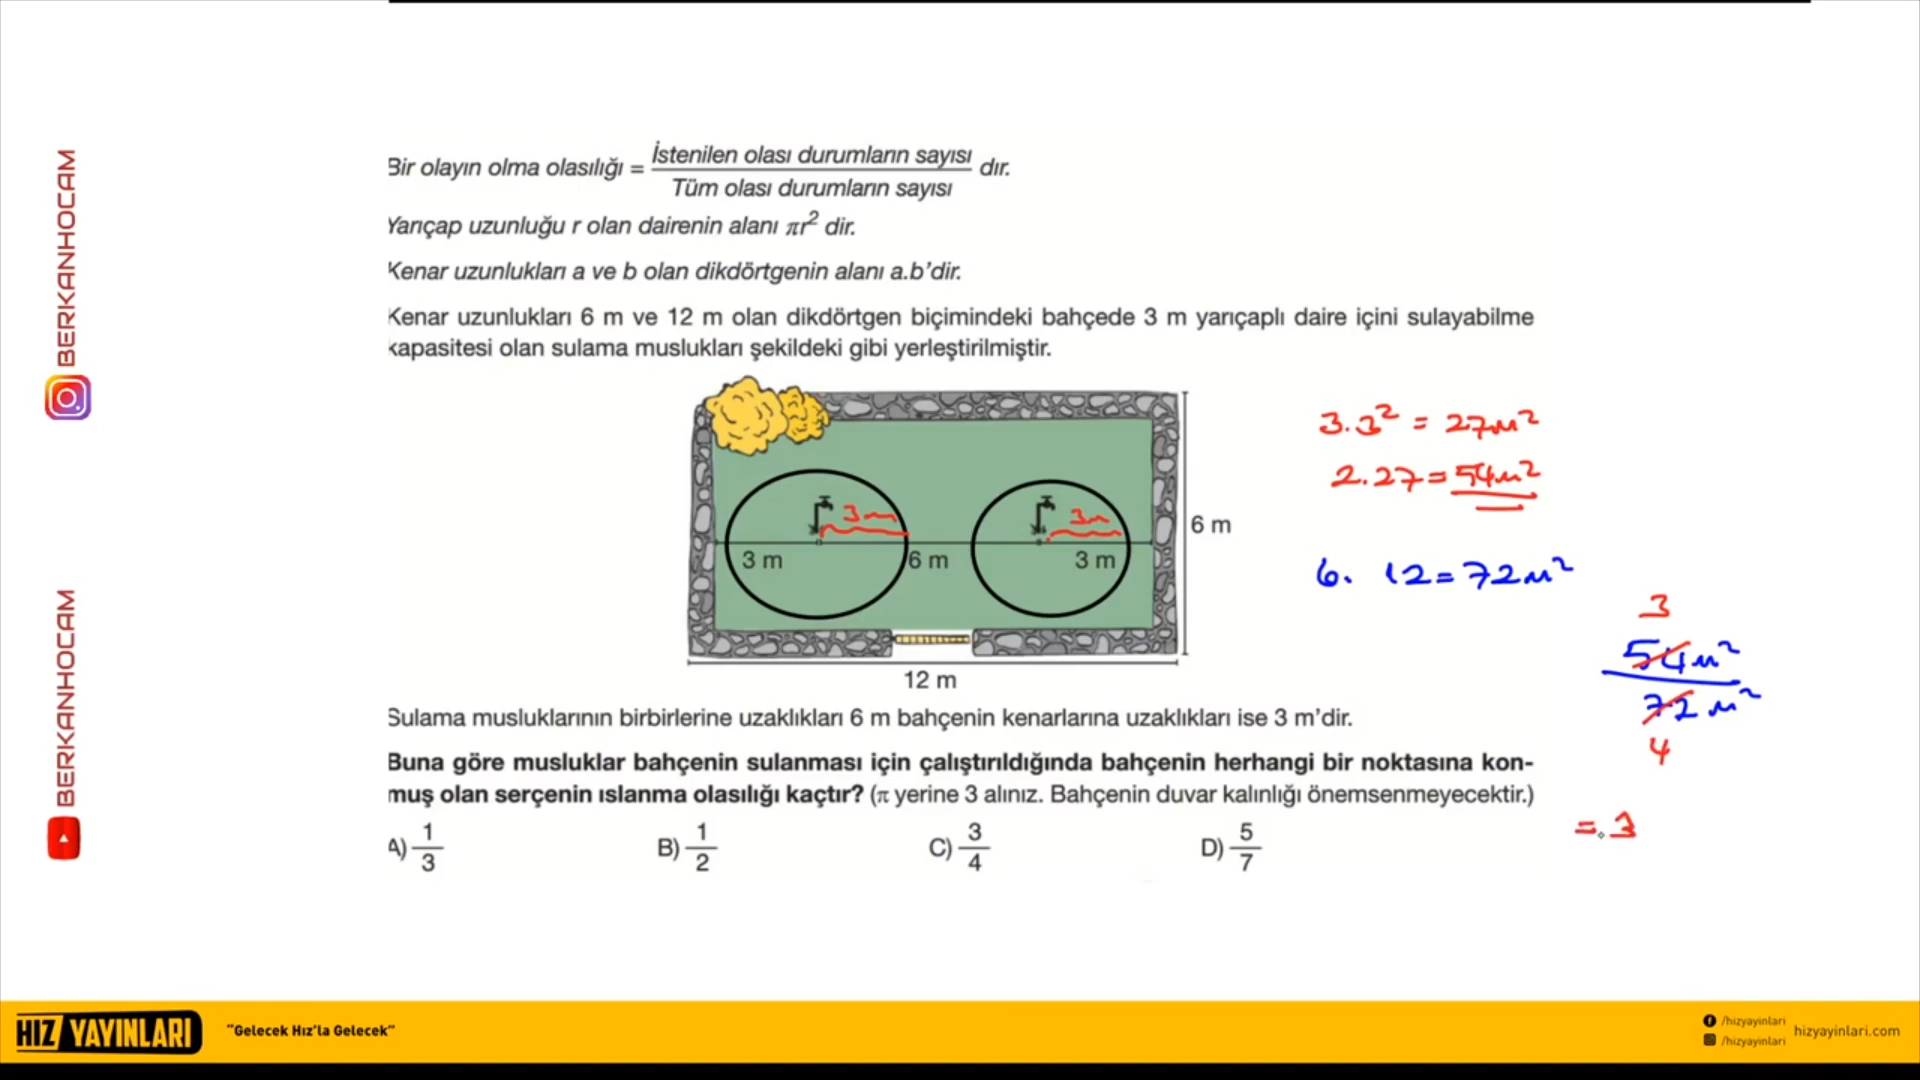 BERKANHOCAM
BERKANHOCAM
Bir olayın olma olasılığı = İstenilen olası durumların sayısı / Tüm olası durumların sayısı dır.
Yarıçap uzunluğu r olan dairenin alanı πr² dir.
Kenar uzunlukları a ve b olan dikdörtgenin alanı a.b'dir.
Kenar uzunlukları 6 m ve 12 m olan dikdörtgen biçimindeki bahçede 3 m yarıçaplı daire içini sulayabilme
kapasitesi olan sulama muslukları şekildeki gibi yerleştirilmiştir.
3m 3m
3 m 6 m 3 m
6 m
12 m
3.3² = 27m²
2.27=54m²
6. 12=72m²
3
54m²
72m²
4
= 3
Sulama musluklarının birbirlerine uzaklıkları 6 m bahçenin kenarlarına uzaklıkları ise 3 m'dir.
Buna göre musluklar bahçenin sulanması için çalıştırıldığında bahçenin herhangi bir noktasına kon-
muş olan serçenin ıslanma olasılığı kaçtır? (π yerine 3 alınız. Bahçenin duvar kalınlığı önemsenmeyecektir.)
A) 1/3 B) 1/2 C) 3/4 D) 5/7
HIZ YAYINLARI
"Gelecek Hız'la Gelecek"
/hizyayinlari
/hizyayinlari
hizyayinlari.com